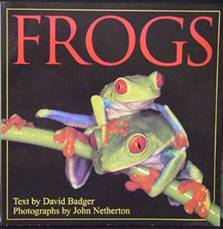 FROGS
Text by David Badger
Photographs by John Netherton